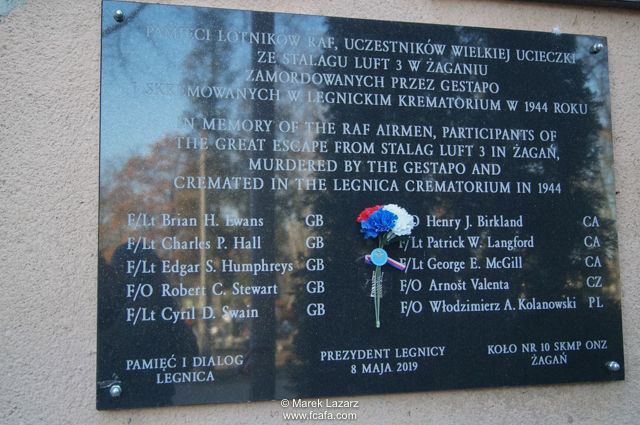 PAMIĘCI LOTNIKÓW RAF, UCZESTNIKÓW WIELKIEJ UCIECZKI
ZE STALAGU LUFT 3 W ŻAGANIU
ZAMORDOWANYCH PRZEZ GESTAPO
I SKREMOWANYCH W LEGNICKIM KREMATORIUM W 1944 ROKU
IN MEMORY OF THE RAF AIRMEN, PARTICIPANTS OF
THE GREAT ESCAPE FROM STALAG LUFT 3 IN ŻAGAŃ,
MURDERED BY THE GESTAPO AND
CREMATED IN THE LEGNICA CREMATORIUM IN 1944
F/Lt Brian H. Ewans GB
F/Lt Charles P. Hall GB
F/Lt Edgar S. Humphreys GB
F/O Robert C. Stewart GB
F/Lt Cyril D. Swain GB
/O Henry J. Birkland CA
F/Lt Patrick W. Langford CA
F/Lt George E. McGill CA
F/O Arnošt Valenta CZ
F/O Włodzimierz A. Kolanowski PL
PAMIĘĆ I DIALOG
LEGNICA
PREZYDENT LEGNICY
8 MAJA 2019
KOŁO NR 10 SKMP ONZ
ŻAGAŃ
© Marek Lazarz
www.fcafa.com